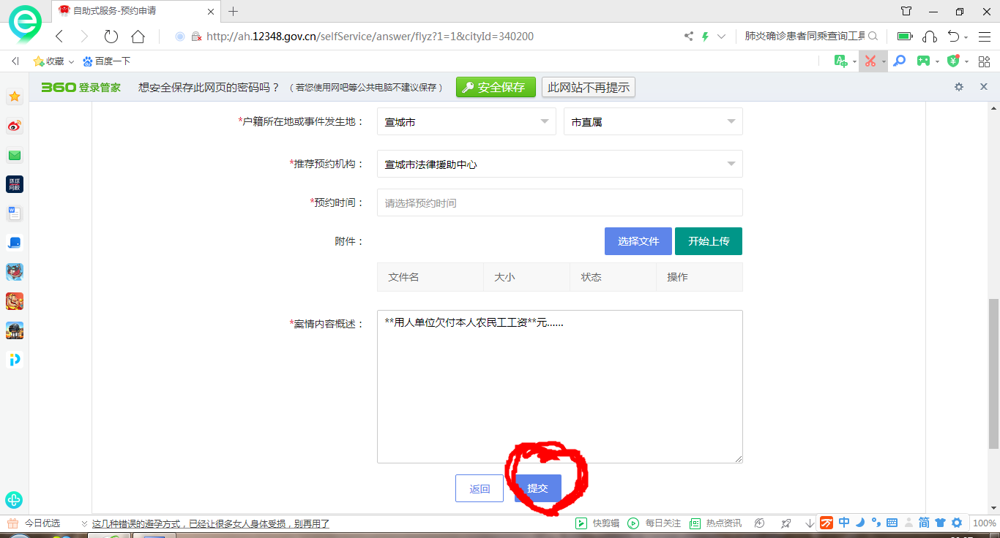 自助式服务-预约申请
http://ah.12348.gov.cn/selfService/answer/flyz?1=1&cityId=340200
肺炎确诊患者同乘查询工具
收藏
百度一下
360 登录管家 想安全保存此网页的密码吗？ （若您使用网吧等公共电脑不建议保存） 安全保存 此网站不再提示
*户籍所在地或事件发生地： 宣城市 市直属
*推荐预约机构： 宣城市法律援助中心
*预约时间： 请选择预约时间
附件： 选择文件 开始上传
文件名 大小 状态 操作
*案情内容概述： **用人单位欠付本人农民工工资**元......
返回 提交
今日优选 这几种错误的避孕方式，已经让很多女人身体受损，别再用了 快剪辑 每日关注 热点资讯 中 简 100%